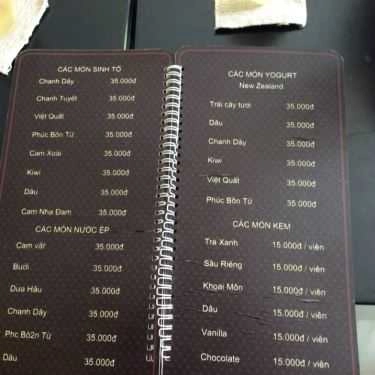 CÁC MÓN SINH TỐ
Chanh Dây 35.000đ
Chanh Tuyết 35.000đ
Việt Quất 35.000đ
Phúc Bồn Tử 35.000đ
Cam Xoài 35.000đ
Kiwi 35.000đ
Dâu 35.000đ
Cam Nha Đam 35.000đ
CÁC MÓN NƯỚC ÉP
Cam vắt 35.000đ
Bưởi 35.000đ
Dưa Hấu 35.000đ
Chanh Dây 35.000đ
Phc Bô2n Tử 35.000đ
Dâu 35.000đ
CÁC MÓN YOGURT
New Zealand
Trái cây tươi 35.000đ
Dâu 35.000đ
Chanh Dây 35.000đ
Kiwi 35.000đ
Việt Quất 35.000đ
Phúc Bồn Tử 35.000đ
CÁC MÓN KEM
Trà Xanh 15.000đ / viên
Sầu Riêng 15.000đ / viên
Khoai Môn 15.000đ / viên
Dâu 15.000đ / viên
Vanilla 15.000đ / viên
Chocolate 15.000đ / viên